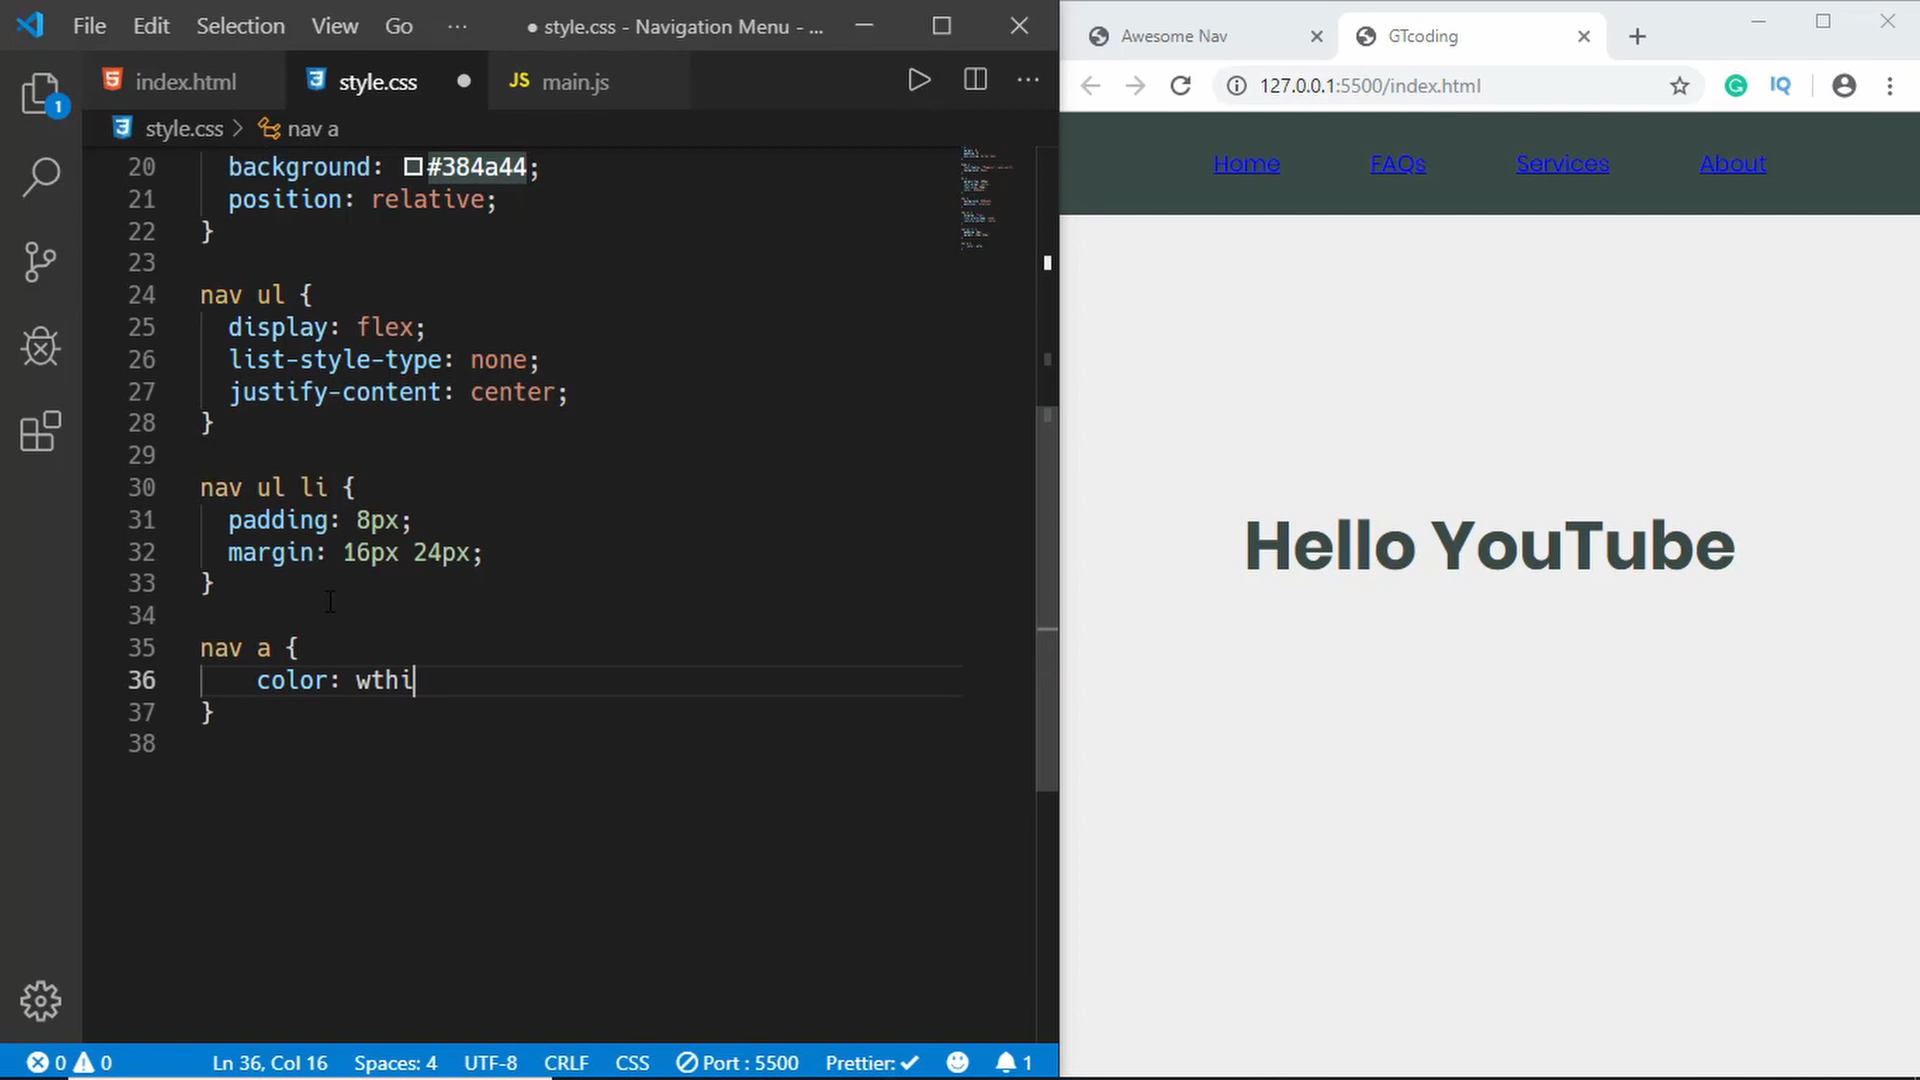 File Edit Selection View Go ··· ● style.css - Navigation Menu - ...
1
index.html
style.css ●
JS main.js
style.css > nav a
20 background: #384a44;
21 position: relative;
22 }
23
24 nav ul {
25 display: flex;
26 list-style-type: none;
27 justify-content: center;
28 }
29
30 nav ul li {
31 padding: 8px;
32 margin: 16px 24px;
33 }
34
35 nav a {
36 color: wthi
37 }
38
0 0 Ln 36, Col 16 Spaces: 4 UTF-8 CRLF CSS Port : 5500 Prettier: ✓ 1
Awesome Nav
GTcoding
127.0.0.1:5500/index.html
IQ
Home FAQs Services About
Hello YouTube